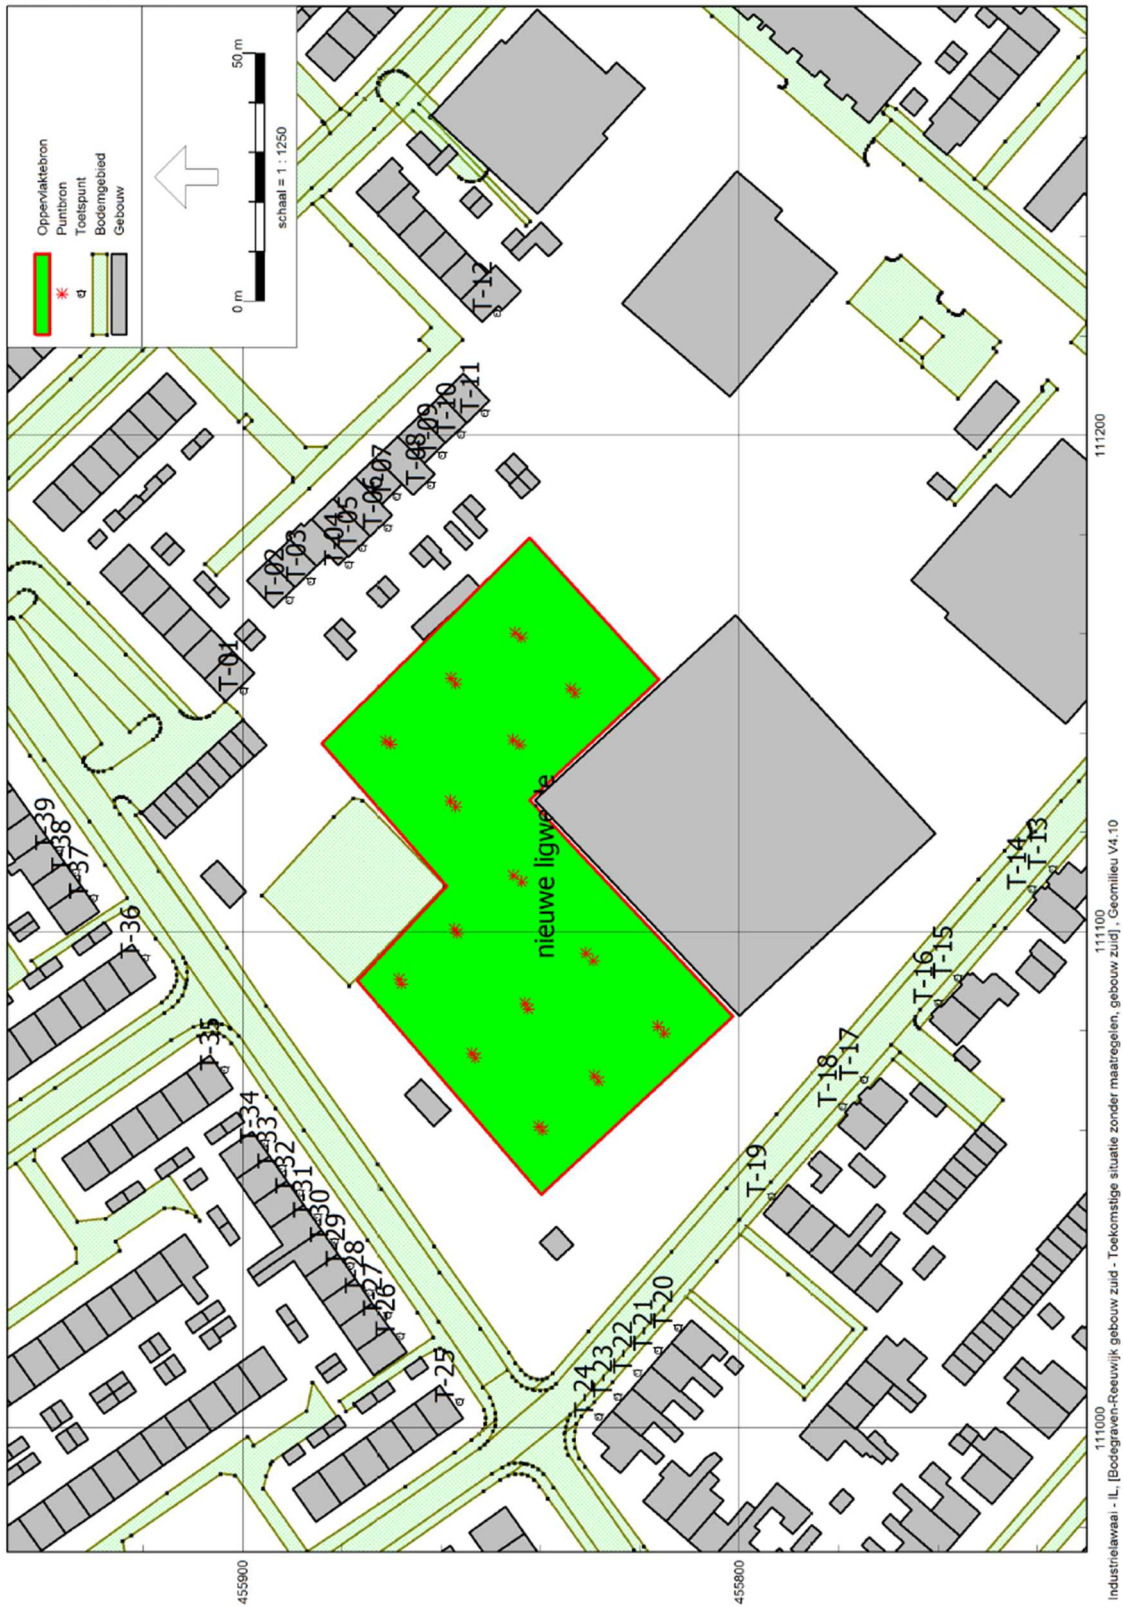 Oppervlaktebron
Puntbron
Toetspunt
Bodemgebied
Gebouw
0 m
50 m
schaal = 1 : 1250
T-39
T-38
T-37
T-36
T-35
T-34
T-33
T-32
T-31
T-30
T-29
T-28
T-27
T-26
T-25
T-01
T-02
T-03
T-04
T-05
T-06
T-07
T-08
T-09
T-10
T-11
T-12
nieuwe ligwe
T-24
T-23
T-22
T-21
T-20
T-19
T-18
T-17
T-16
T-15
T-14
T-13
455900
455800
111000
111100
111200
Industrielawaai - IL, [Bodegraven-Reeuwijk gebouw zuid - Toekomstige situatie zonder maatregelen, gebouw zuid] , Geomilieu V4.10